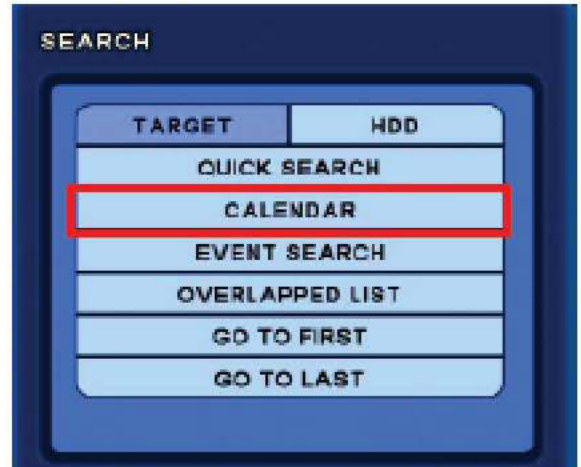 SEARCH
TARGET HDD
QUICK SEARCH
CALENDAR
EVENT SEARCH
OVERLAPPED LIST
GO TO FIRST
GO TO LAST